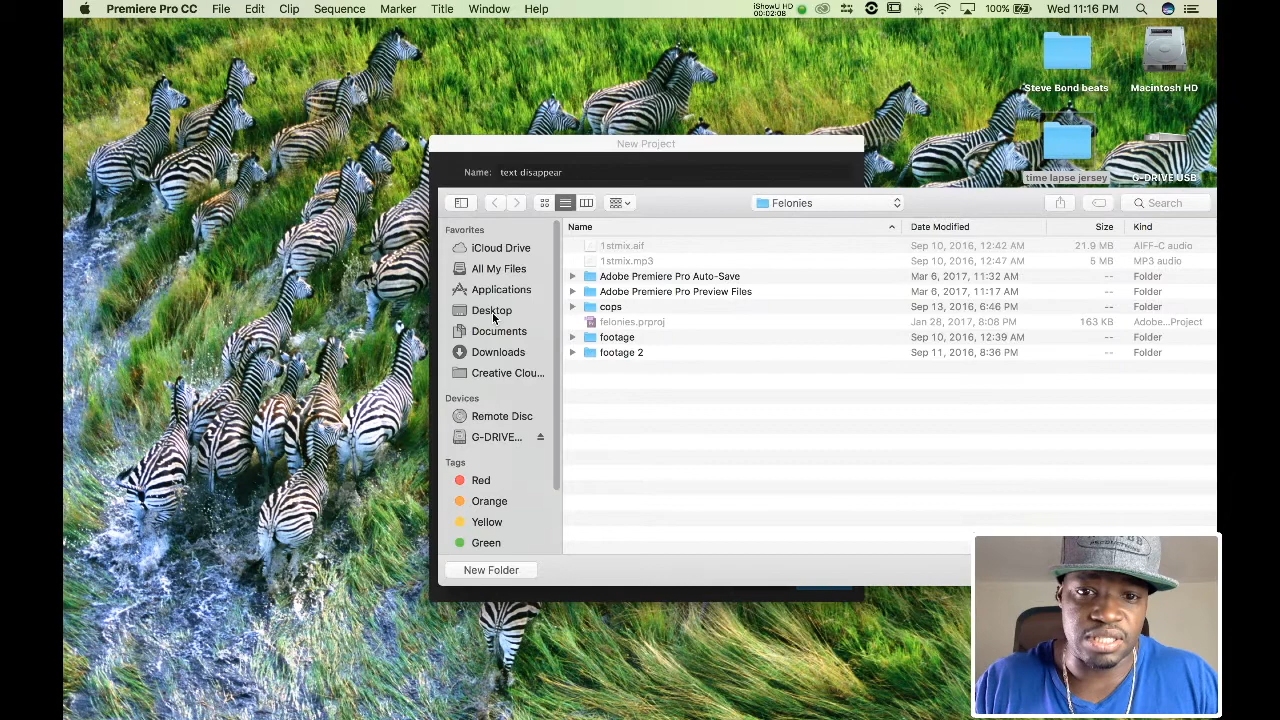 Premiere Pro CC File Edit Clip Sequence Marker Title Window Help iShowU HD 00:02:08 100% Wed 11:16 PM
Steve Bond beats
Macintosh HD
time lapse jersey
G-DRIVE USB
New Project
Name: text disappear
Felonies
Search
Favorites
iCloud Drive
All My Files
Applications
Desktop
Documents
Downloads
Creative Clou...
Devices
Remote Disc
G-DRIVE...
Tags
Red
Orange
Yellow
Green
Name Date Modified Size Kind
1stmix.aif Sep 10, 2016, 12:42 AM 21.9 MB AIFF-C audio
1stmix.mp3 Sep 10, 2016, 12:47 AM 5 MB MP3 audio
Adobe Premiere Pro Auto-Save Mar 6, 2017, 11:32 AM -- Folder
Adobe Premiere Pro Preview Files Mar 6, 2017, 11:17 AM -- Folder
cops Sep 13, 2016, 6:46 PM -- Folder
felonies.prproj Jan 28, 2017, 8:08 PM 163 KB Adobe...Project
footage Sep 10, 2016, 12:39 AM -- Folder
footage 2 Sep 11, 2016, 8:36 PM -- Folder
New Folder
PRODUCTIONS